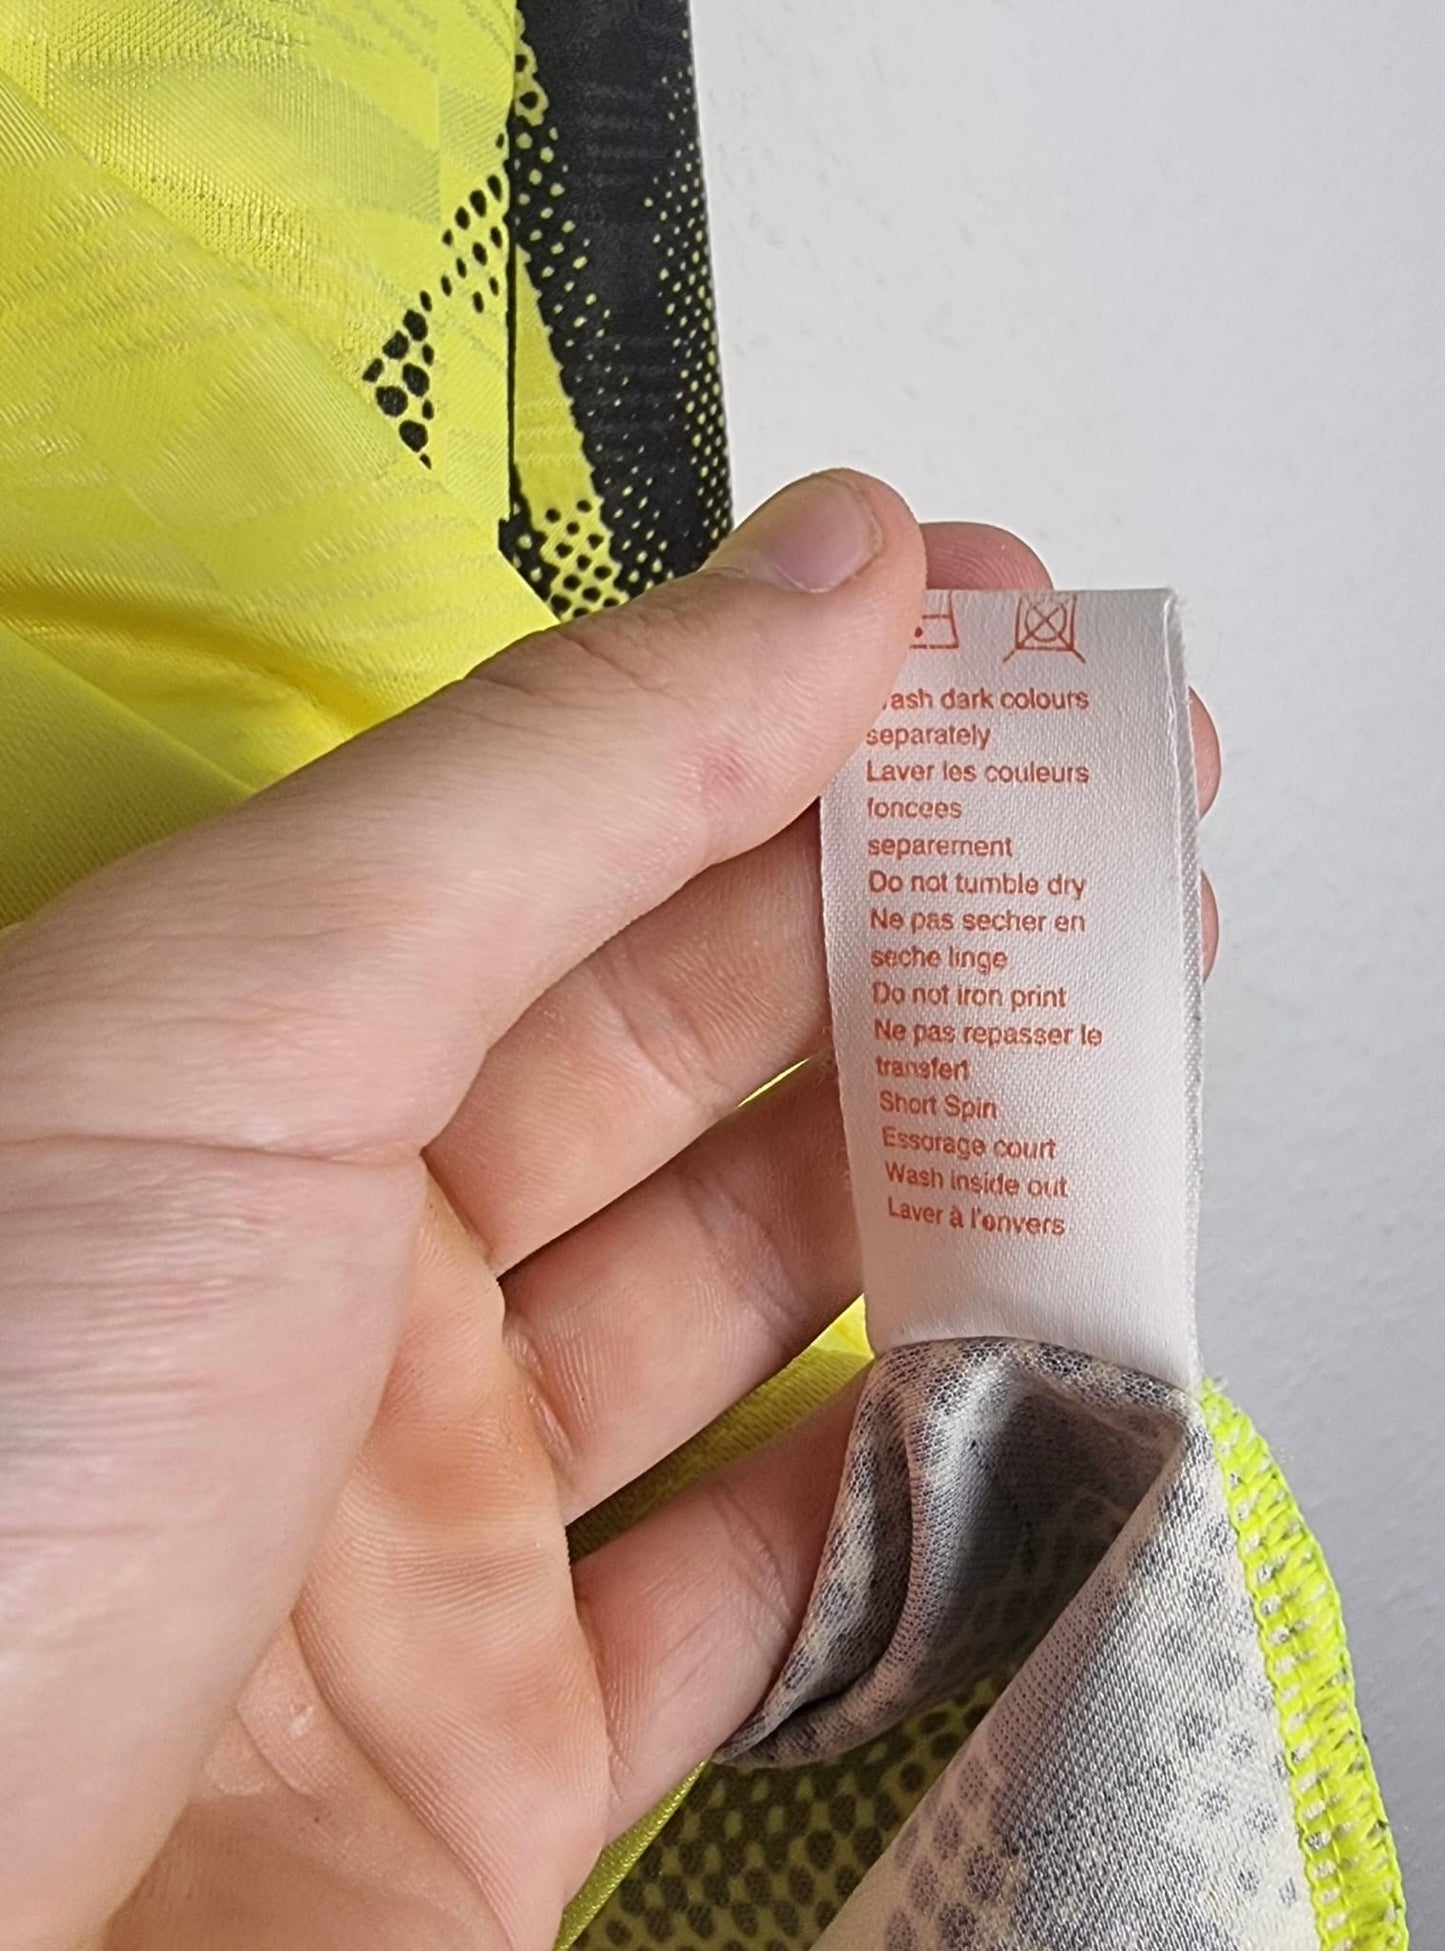 ash dark colours
separately
Laver les couleurs
foncees
separement
Do not tumble dry
Ne pas secher en
seche linge
Do not iron print
Ne pas repasser le
transfert
Short Spin
Essorage court
Wash inside out
Laver à l'envers